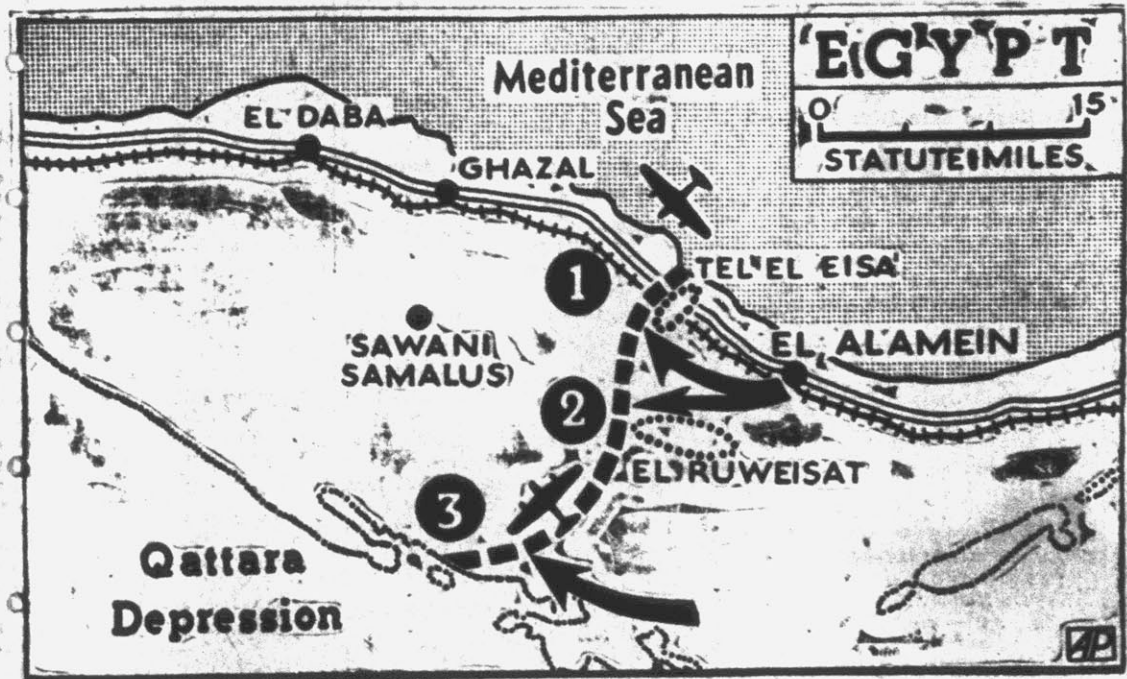 EGYPT
0 15
STATUTE MILES
Mediterranean
Sea
EL DABA
GHAZAL
1
TEL EL EISA
SAWANI
SAMALUS
EL ALAMEIN
2
EL RUWEISAT
3
Qattara
Depression
AP